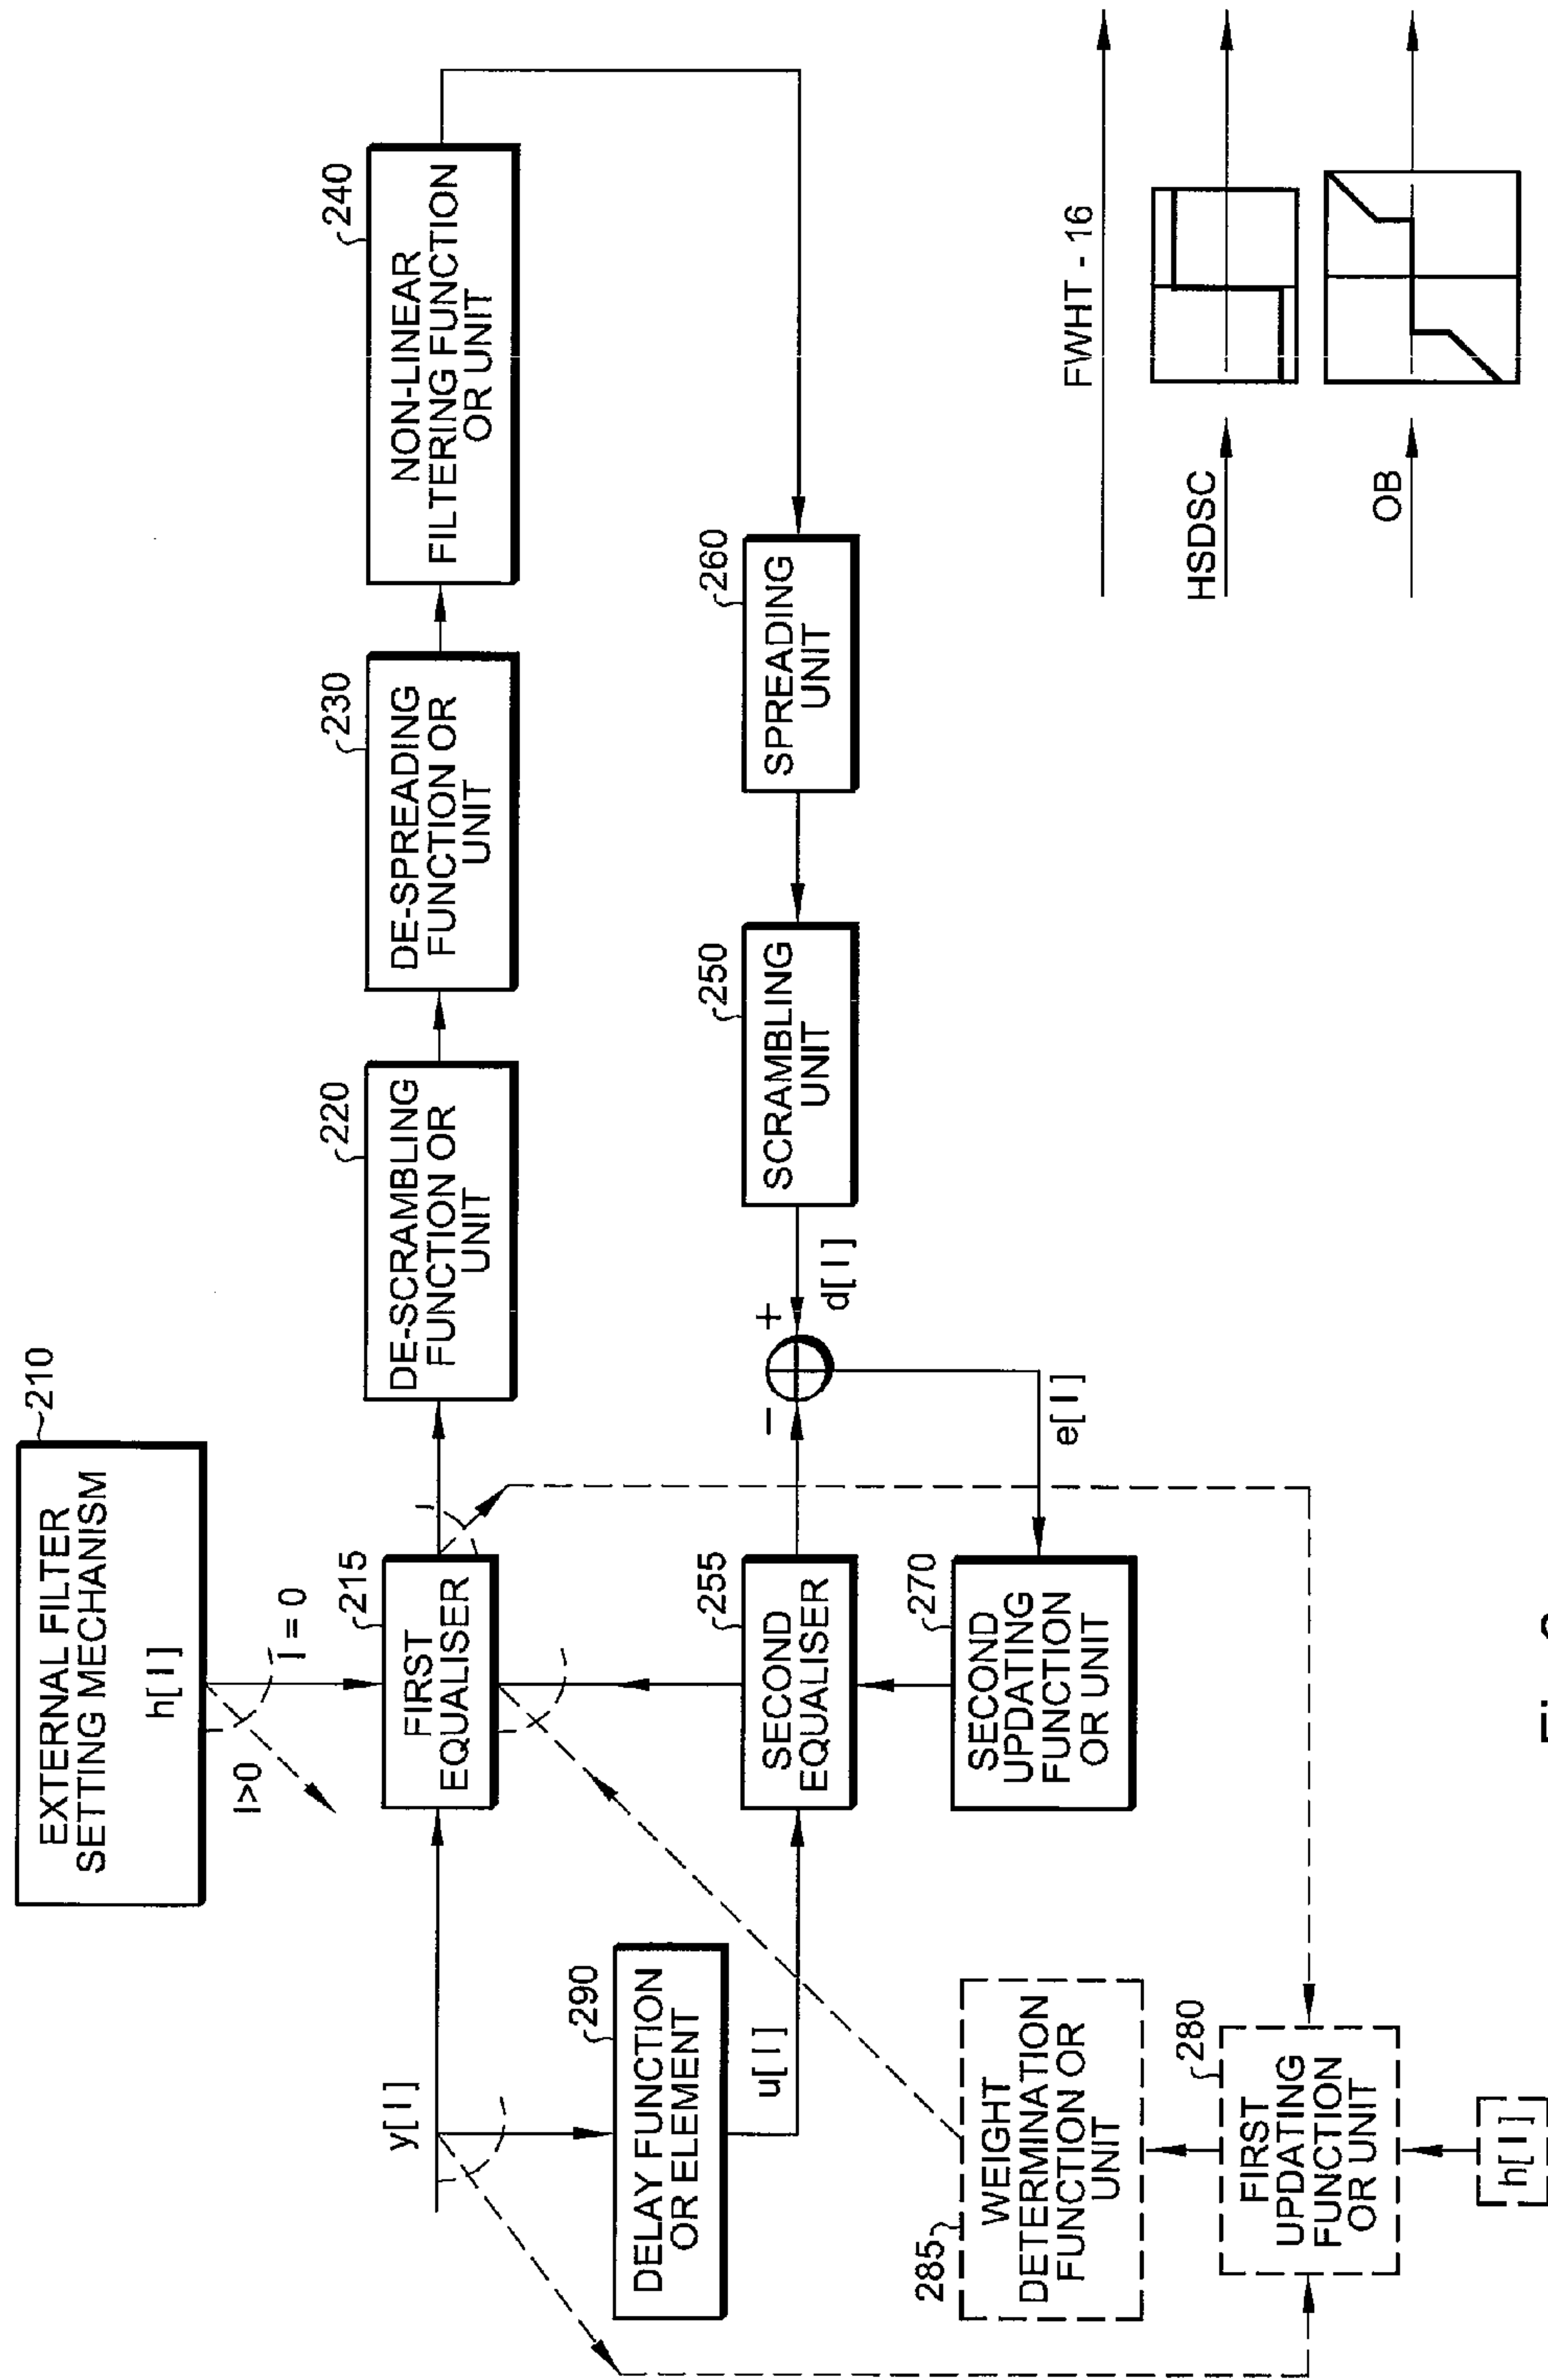 EXTERNAL FILTER
SETTING MECHANISM
h[ l ]
210
l>0
l = 0
y[ l ]
FIRST
EQUALISER
215
DE-SCRAMBLING
FUNCTION OR
UNIT
220
DE-SPREADING
FUNCTION OR
UNIT
230
NON-LINEAR
FILTERING FUNCTION
OR UNIT
240
DELAY FUNCTION
OR ELEMENT
290
u[ l ]
SECOND
EQUALISER
255
−
+
d[ l ]
SCRAMBLING
UNIT
250
SPREADING
UNIT
260
SECOND
UPDATING
FUNCTION
OR UNIT
270
e[ l ]
WEIGHT
DETERMINATION
FUNCTION OR
UNIT
285
FIRST
UPDATING
FUNCTION
OR UNIT
280
h[ l ]
FWHT - 16
HSDSC
OB